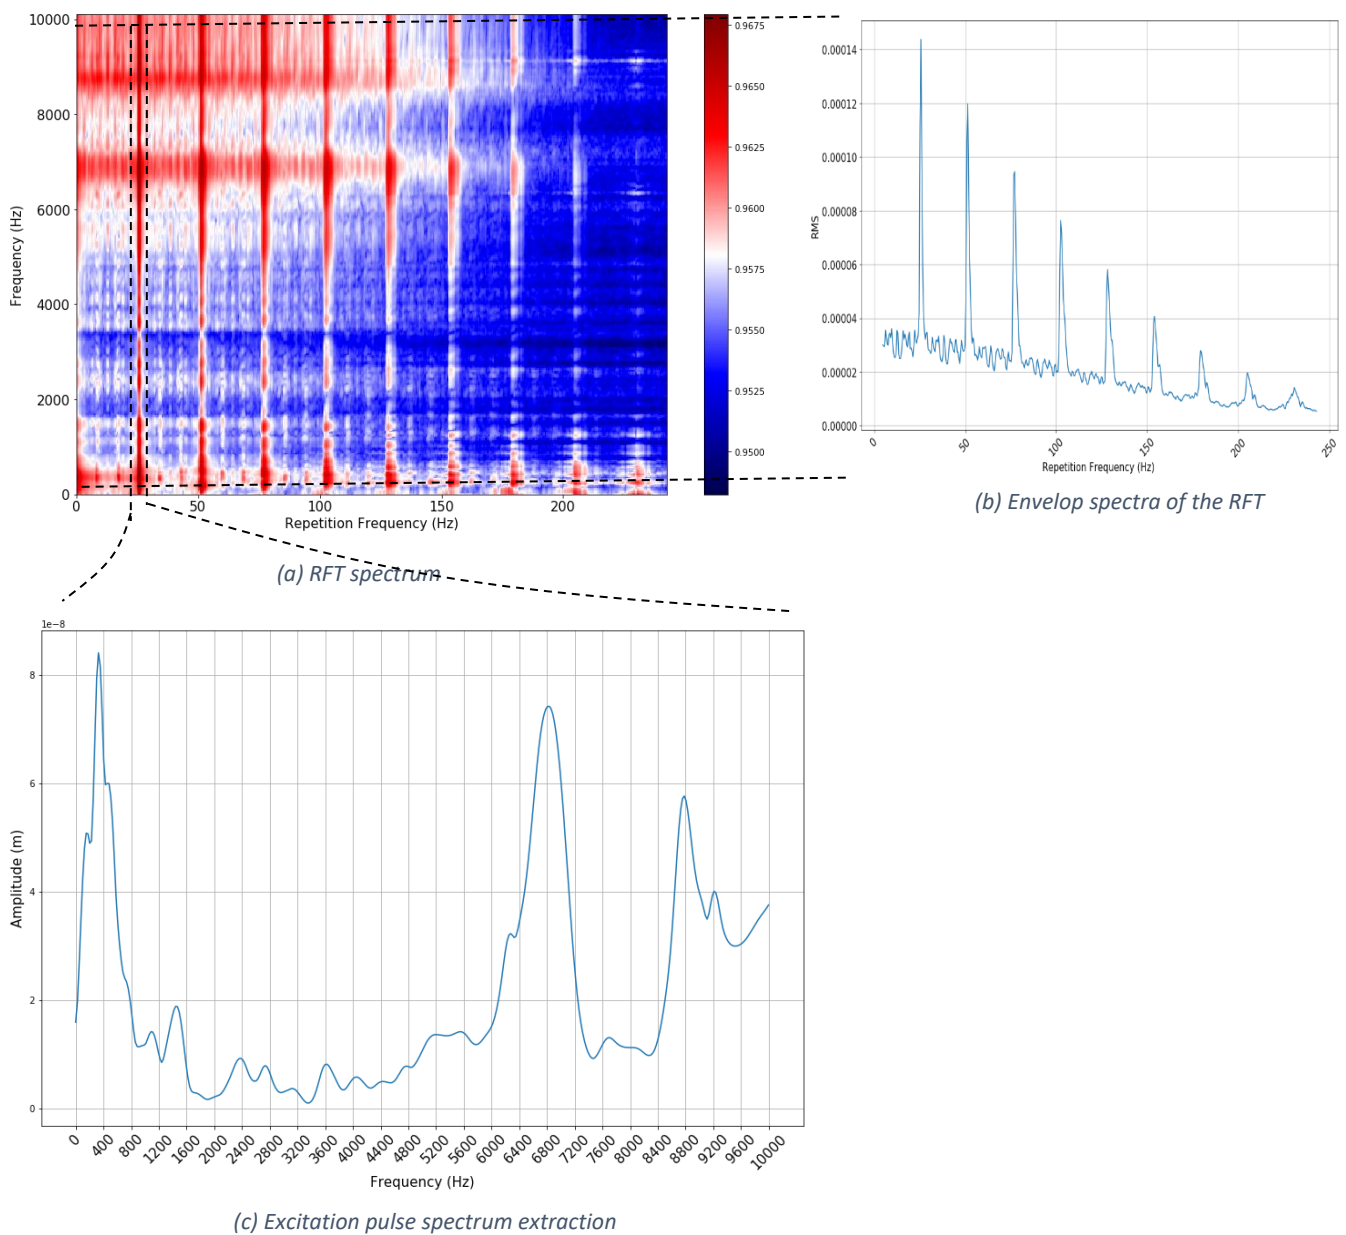 10000
8000
6000
4000
2000
0
Frequency (Hz)
0 50 100 150 200
Repetition Frequency (Hz)
0.9675
0.9650
0.9625
0.9600
0.9575
0.9550
0.9525
0.9500
(a) RFT spectrum
0.00014
0.00012
0.00010
0.00008
0.00006
0.00004
0.00002
0.00000
RMS
0 50 100 150 200 250
Repetition Frequency (Hz)
(b) Envelop spectra of the RFT
1e-8
8
6
4
2
0
Amplitude (m)
0 400 800 1200 1600 2000 2400 2800 3200 3600 4000 4400 4800 5200 5600 6000 6400 6800 7200 7600 8000 8400 8800 9200 9600 10000
Frequency (Hz)
(c) Excitation pulse spectrum extraction